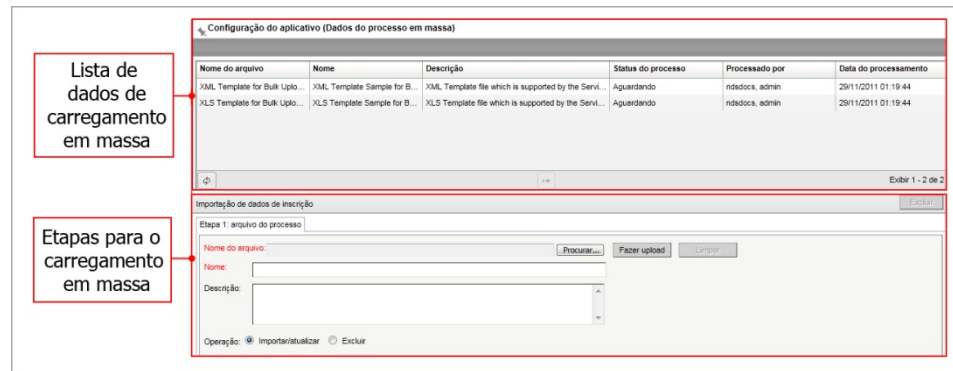 Configuração do aplicativo (Dados do processo em massa)
Nome do arquivo Nome Descrição Status do processo Processado por Data do processamento
XML Template for Bulk Uplo... XML Template Sample for B... XML Template file which is supported by the Servi... Aguardando ndsdocs, admin 29/11/2011 01:19:44
XLS Template for Bulk Uplo... XLS Template Sample for B... XLS Template file which is supported by the Servi... Aguardando ndsdocs, admin 29/11/2011 01:19:44
Lista de
dados de
carregamento
em massa
Exibir 1 - 2 de 2
Importação de dados de inscrição Excluir
Etapa 1: arquivo do processo
Nome do arquivo: Procurar... Fazer upload Limpar
Nome:
Descrição:
Operação: Importar/atualizar Excluir
Etapas para o
carregamento
em massa